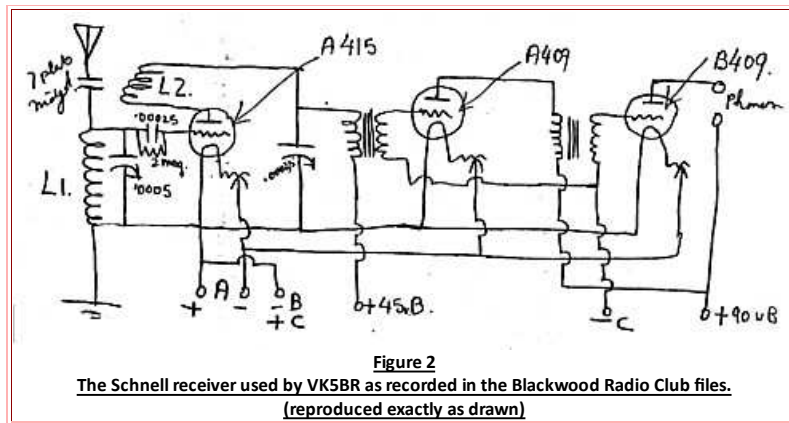 A415
A409
B409.
7 plate
midget
L2.
Phones
.00025
2 meg.
L1.
.0005
A
B
+
-
-
+ C
+45vB.
- C
+90vB
Figure 2
The Schnell receiver used by VK5BR as recorded in the Blackwood Radio Club files.
(reproduced exactly as drawn)